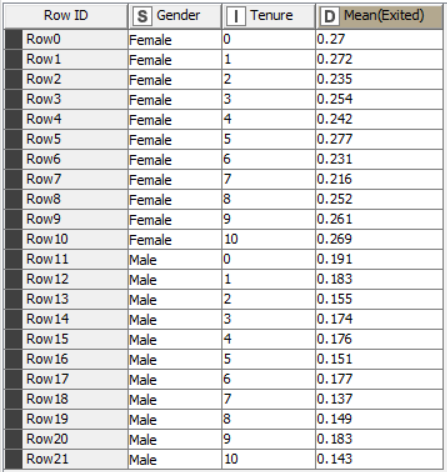 Row ID S Gender I Tenure D Mean(Exited)
Row0 Female 0 0.27
Row1 Female 1 0.272
Row2 Female 2 0.235
Row3 Female 3 0.254
Row4 Female 4 0.242
Row5 Female 5 0.277
Row6 Female 6 0.231
Row7 Female 7 0.216
Row8 Female 8 0.252
Row9 Female 9 0.261
Row10 Female 10 0.269
Row11 Male 0 0.191
Row12 Male 1 0.183
Row13 Male 2 0.155
Row14 Male 3 0.174
Row15 Male 4 0.176
Row16 Male 5 0.151
Row17 Male 6 0.177
Row18 Male 7 0.137
Row19 Male 8 0.149
Row20 Male 9 0.183
Row21 Male 10 0.143